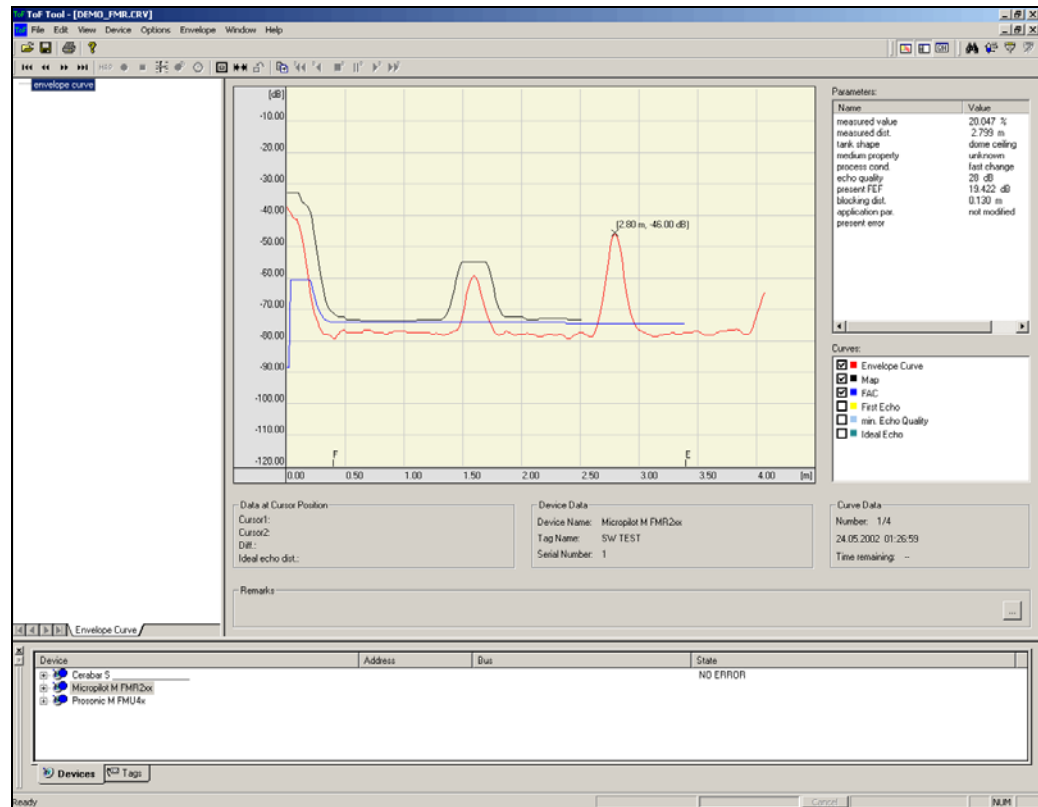 ToF Tool - [DEMO_FMR.CRV]
File Edit View Device Options Envelope Window Help
envelope curve
[dB]
-10.00
-20.00
-30.00
-40.00
-50.00
-60.00
-70.00
-80.00
-90.00
-100.00
-110.00
-120.00
[2.80 m, -46.00 dB]
F
E
0.00 0.50 1.00 1.50 2.00 2.50 3.00 3.50 4.00 [m]
Parameters:
Name Value
measured value 20.047 %
measured dist. 2.799 m
tank shape dome ceiling
medium property unknown
process cond. fast change
echo quality 28 dB
present FEF 19.422 dB
blocking dist. 0.130 m
application par. not modified
present error
Curves:
Envelope Curve
Map
FAC
First Echo
min. Echo Quality
Ideal Echo
Data at Cursor Position
Cursor1:
Cursor2:
Diff.:
Ideal echo dist.:
Device Data
Device Name: Micropilot M FMR2xx
Tag Name: SW TEST
Serial Number: 1
Curve Data
Number: 1/4
24.05.2002 01:26:59
Time remaining: --
Remarks
...
Envelope Curve
Device Address Bus State
Cerabar S NO ERROR
Micropilot M FMR2xx
Prosonic M FMU4x
Devices Tags
Ready Cancel NUM